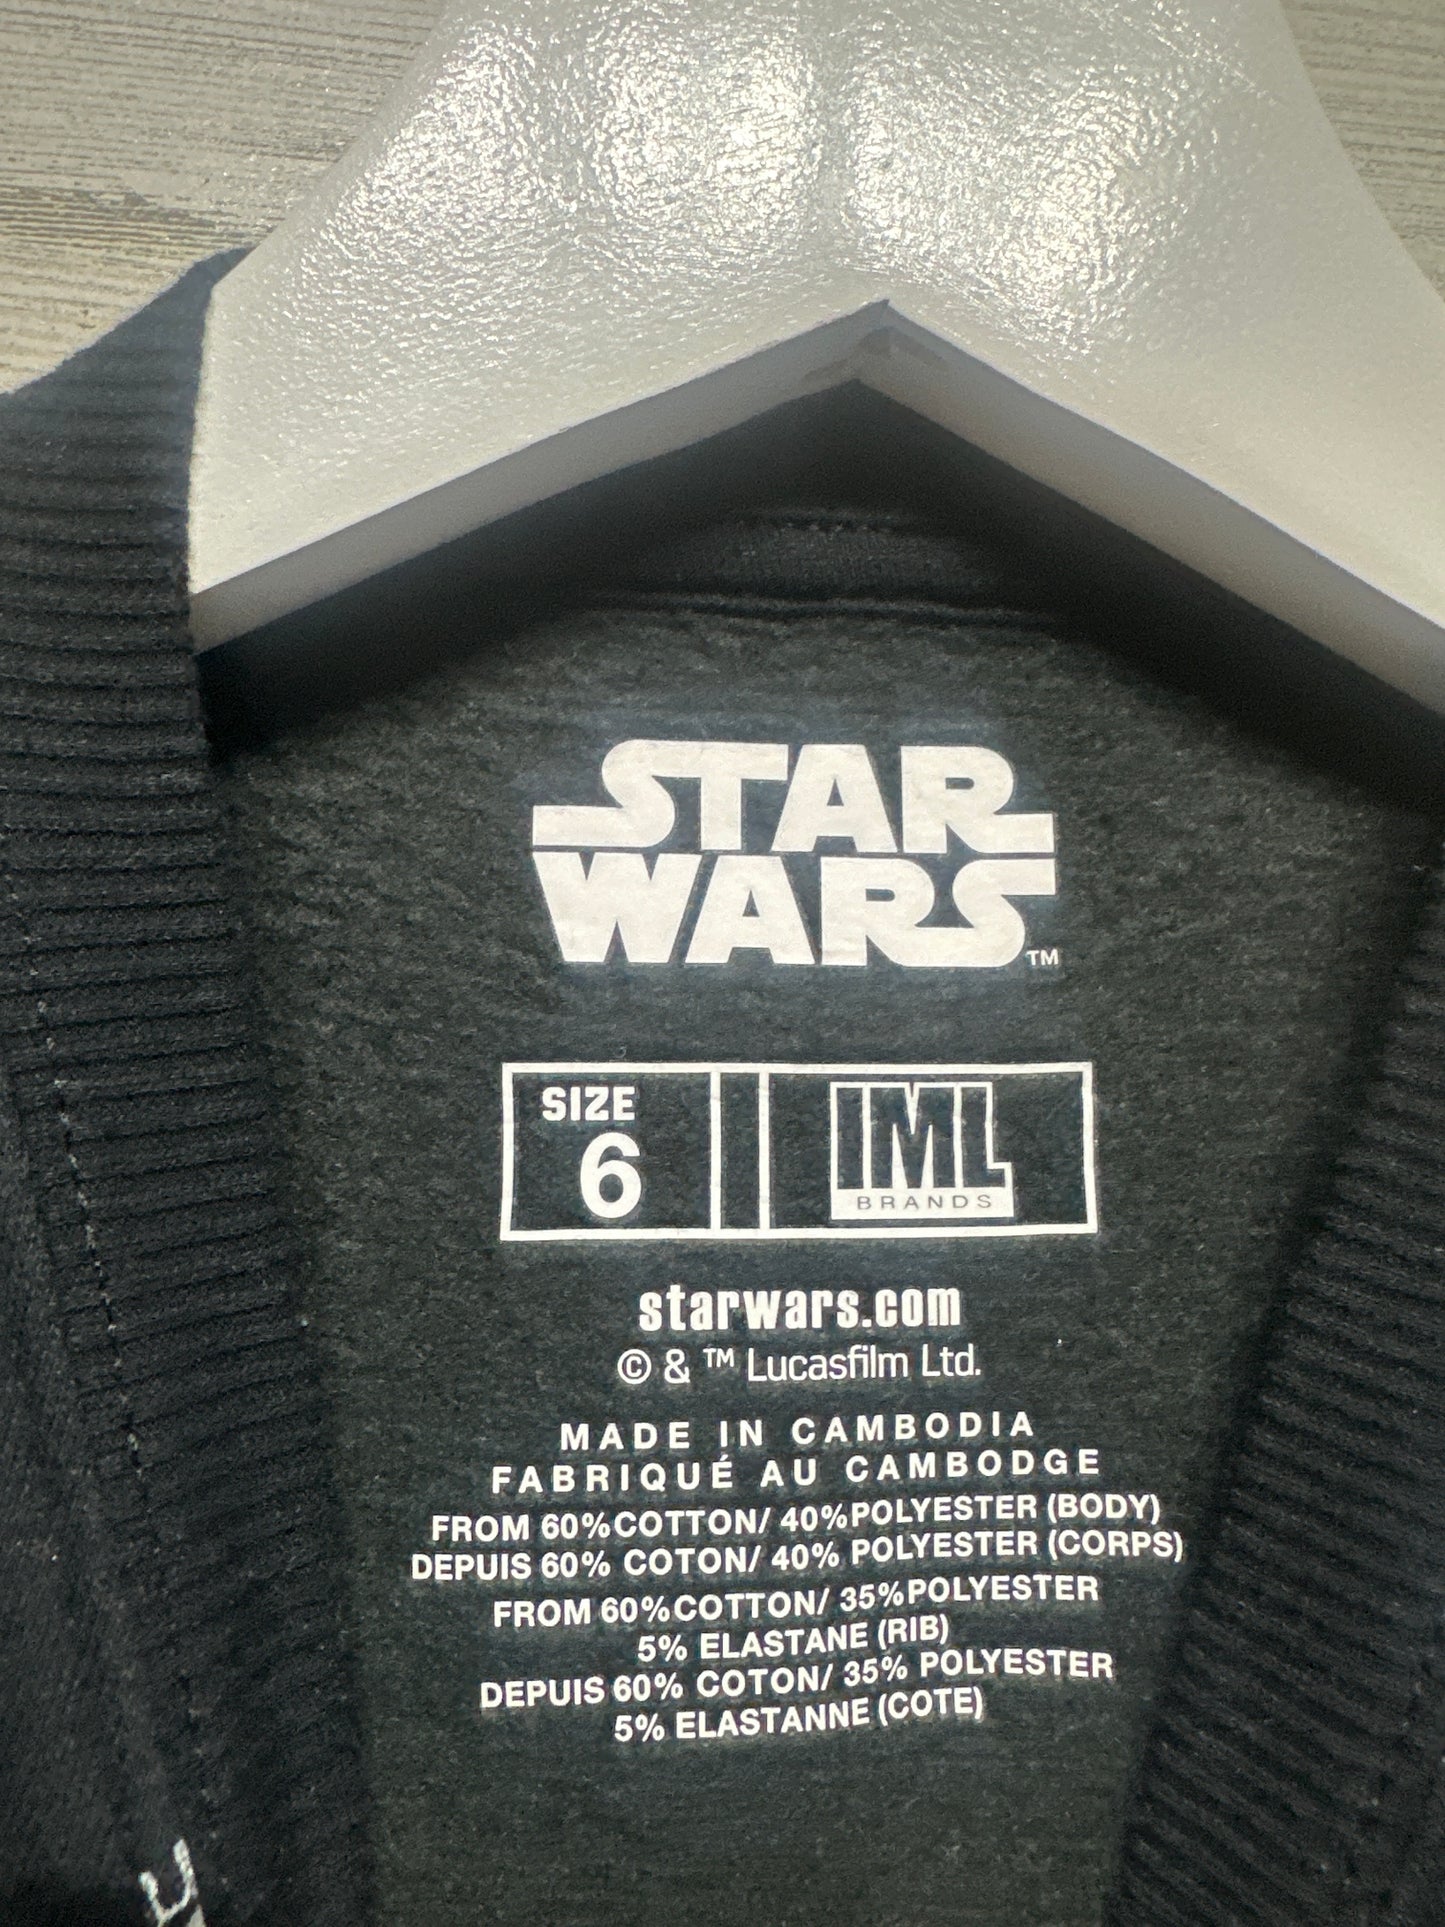 STAR
WARS™
SIZE
6
IML
BRANDS
starwars.com
© & ™ Lucasfilm Ltd.
MADE IN CAMBODIA
FABRIQUÉ AU CAMBODGE
FROM 60%COTTON/ 40%POLYESTER (BODY)
DEPUIS 60% COTON/ 40% POLYESTER (CORPS)
FROM 60%COTTON/ 35%POLYESTER
5% ELASTANE (RIB)
DEPUIS 60% COTON/ 35% POLYESTER
5% ELASTANNE (COTE)